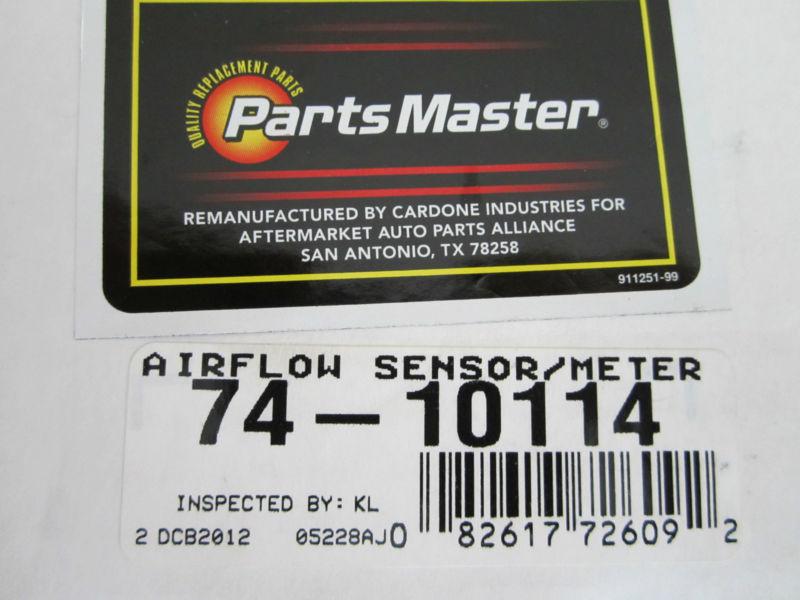 QUALITY REPLACEMENT PARTS
Parts Master®
REMANUFACTURED BY CARDONE INDUSTRIES FOR
AFTERMARKET AUTO PARTS ALLIANCE
SAN ANTONIO, TX 78258
911251-99
AIRFLOW SENSOR/METER
74-10114
INSPECTED BY: KL
2 DCB2012 05228AJ
0 82617 72609 2